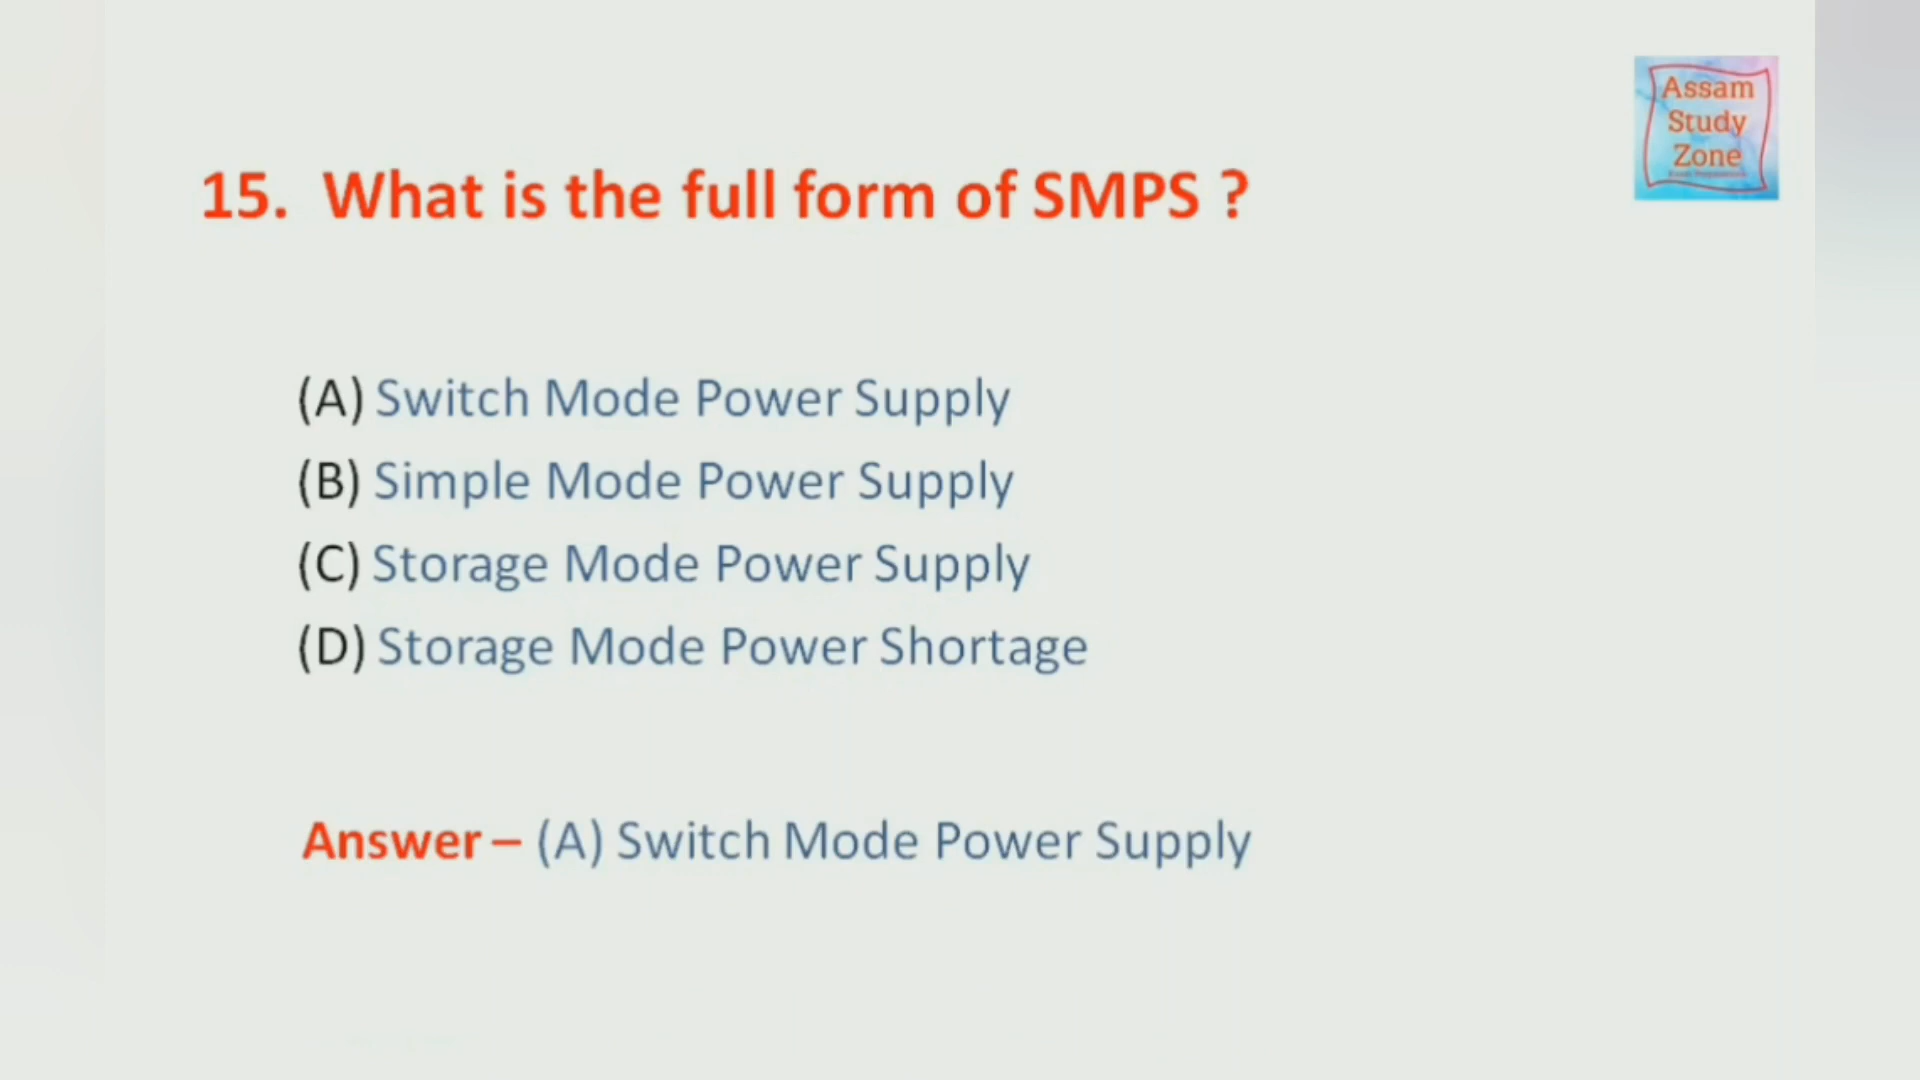 Assam
Study
Zone
15. What is the full form of SMPS ?
(A) Switch Mode Power Supply
(B) Simple Mode Power Supply
(C) Storage Mode Power Supply
(D) Storage Mode Power Shortage
Answer – (A) Switch Mode Power Supply